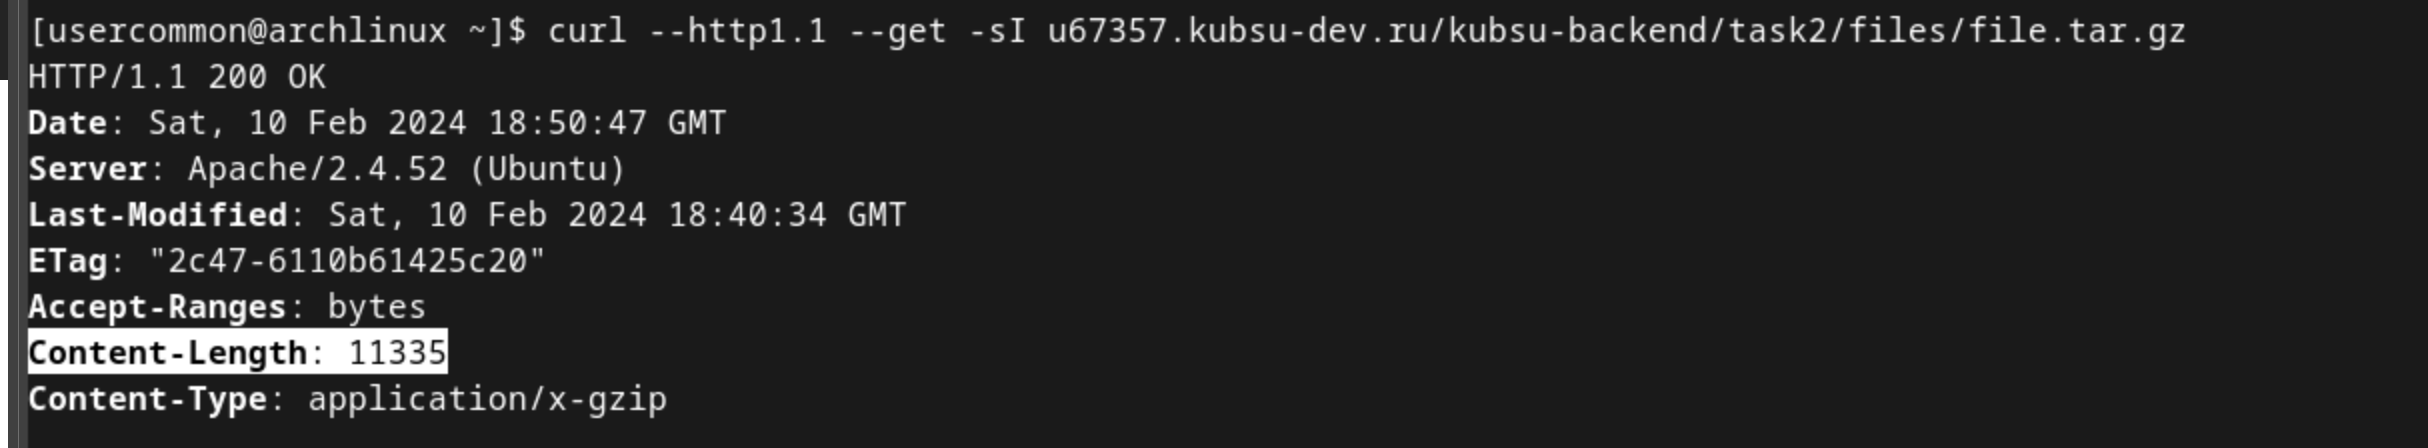 [usercommon@archlinux ~]$ curl --http1.1 --get -sI u67357.kubsu-dev.ru/kubsu-backend/task2/files/file.tar.gz
HTTP/1.1 200 OK
Date: Sat, 10 Feb 2024 18:50:47 GMT
Server: Apache/2.4.52 (Ubuntu)
Last-Modified: Sat, 10 Feb 2024 18:40:34 GMT
ETag: "2c47-6110b61425c20"
Accept-Ranges: bytes
Content-Length: 11335
Content-Type: application/x-gzip